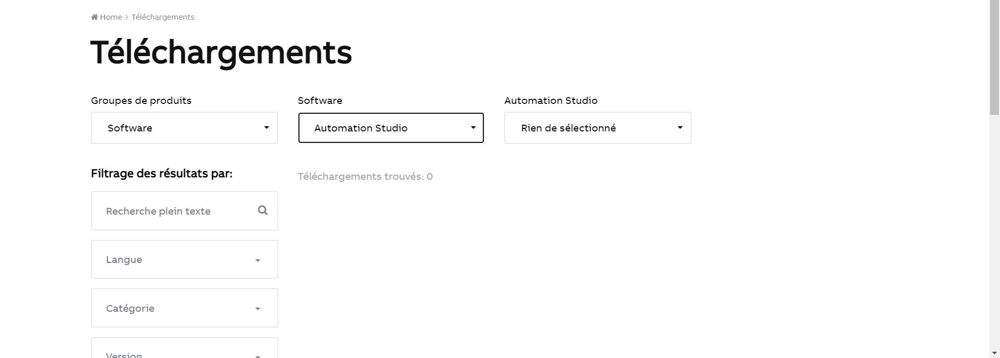 Home > Téléchargements
Téléchargements
Groupes de produits
Software
Automation Studio
Software
Automation Studio
Rien de sélectionné
Filtrage des résultats par:
Téléchargements trouvés: 0
Recherche plein texte
Langue
Catégorie
Version